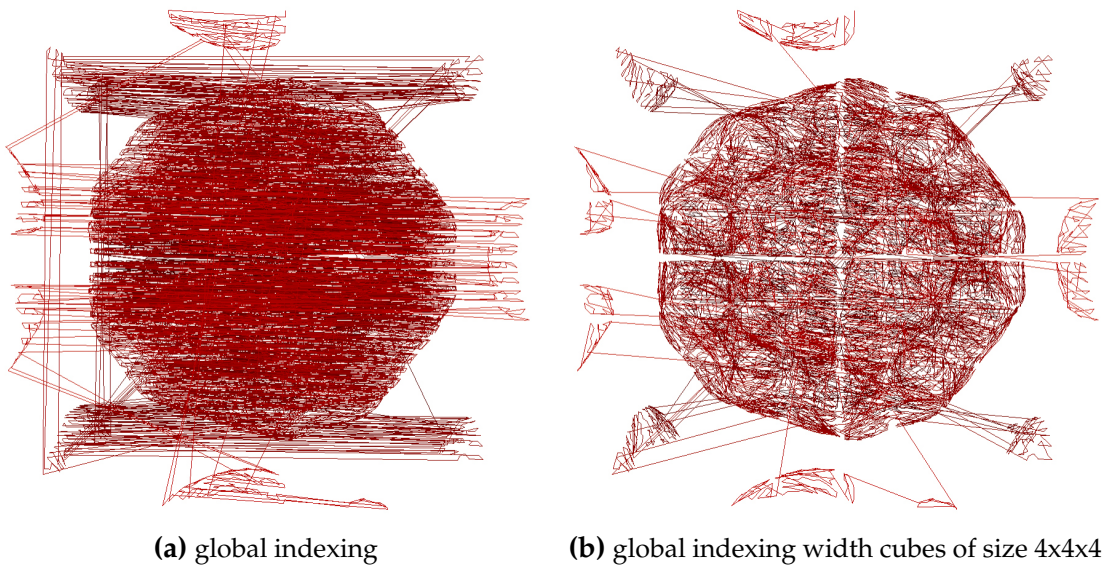 (a) global indexing
(b) global indexing width cubes of size 4x4x4